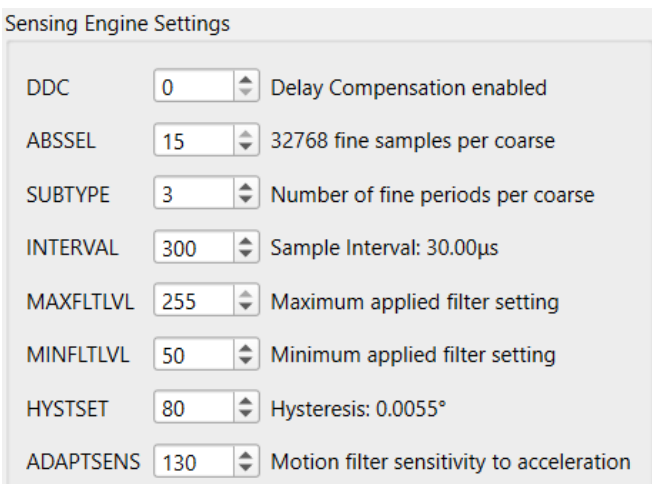 Sensing Engine Settings
DDC 0 Delay Compensation enabled
ABSSEL 15 32768 fine samples per coarse
SUBTYPE 3 Number of fine periods per coarse
INTERVAL 300 Sample Interval: 30.00μs
MAXFLTLVL 255 Maximum applied filter setting
MINFLTLVL 50 Minimum applied filter setting
HYSTSET 80 Hysteresis: 0.0055°
ADAPTSENS 130 Motion filter sensitivity to acceleration